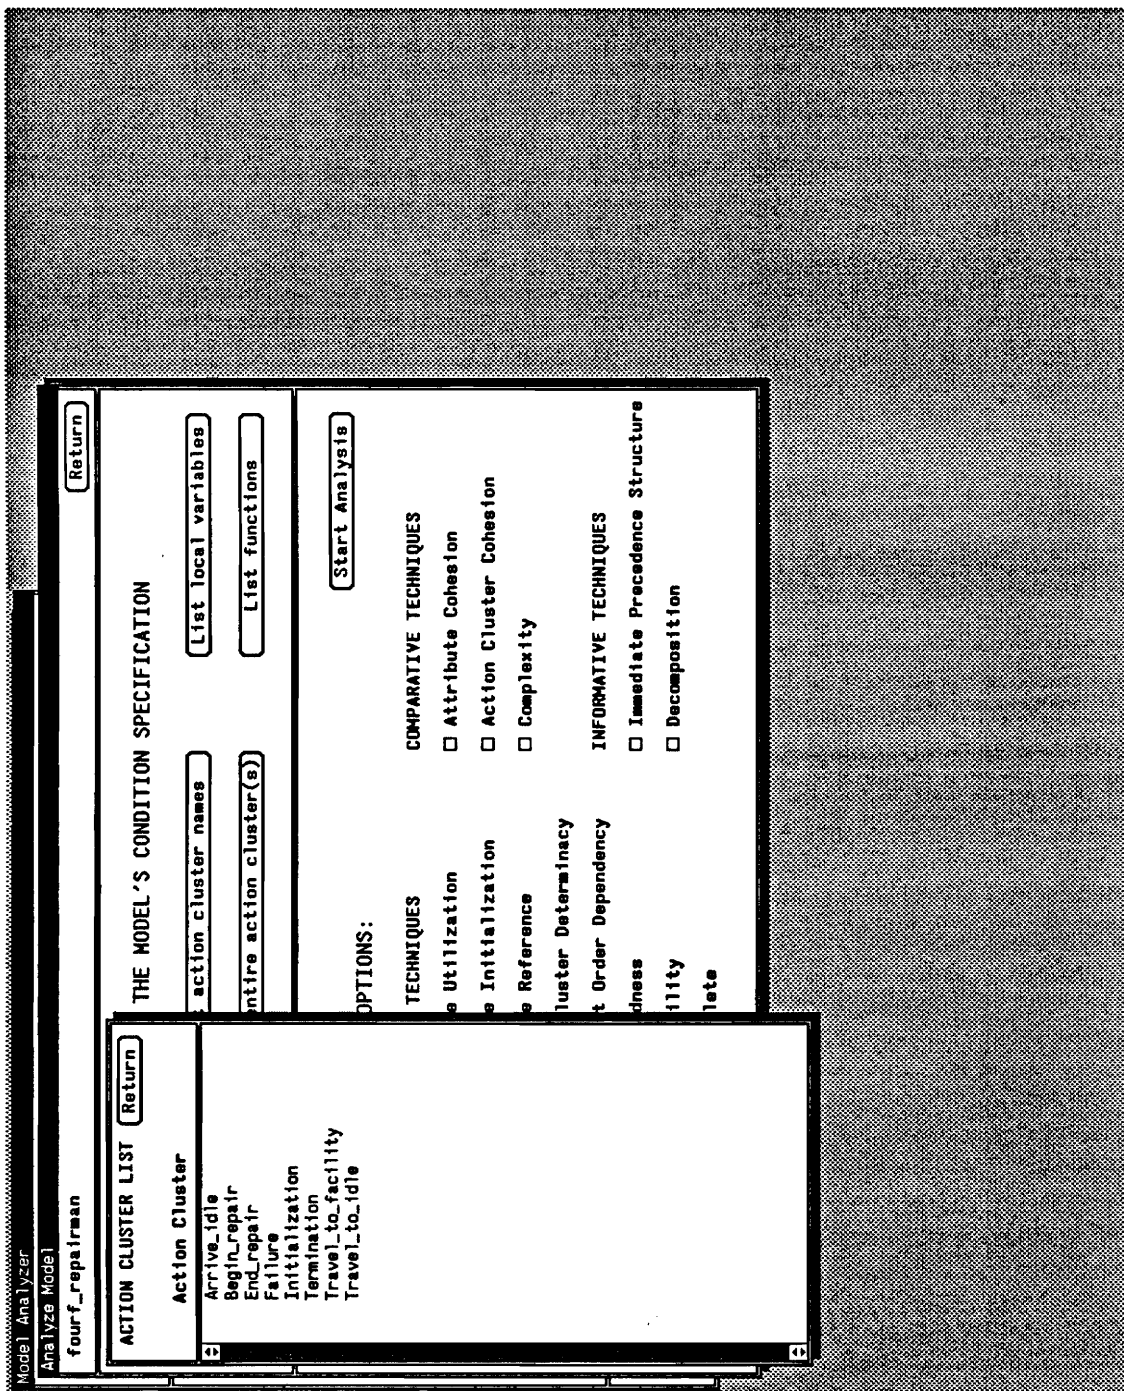 Model Analyzer
Analyze Model
fourf_repairman
Return
ACTION CLUSTER LIST
Return
Action Cluster
Arrive_idle
Begin_repair
End_repair
Failure
Initialization
Termination
Travel_to_facility
Travel_to_idle
THE MODEL'S CONDITION SPECIFICATION
action cluster names
List local variables
ntire action cluster(s)
List functions
OPTIONS:
Start Analysis
TECHNIQUES
COMPARATIVE TECHNIQUES
e Utilization
Attribute Cohesion
e Initialization
Action Cluster Cohesion
e Reference
Complexity
luster Determinacy
t Order Dependency
INFORMATIVE TECHNIQUES
dness
Immediate Precedence Structure
ility
Decomposition
lete